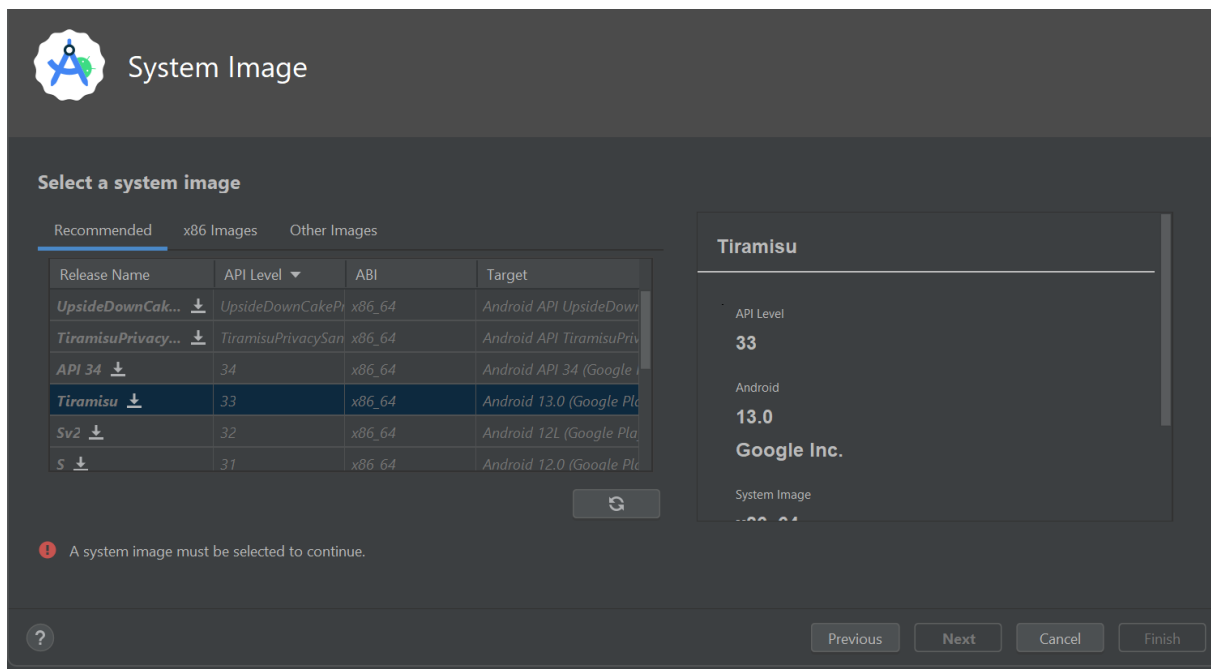 System Image
Select a system image
Recommended x86 Images Other Images
Release Name API Level ABI Target
UpsideDownCak... UpsideDownCakePr x86_64 Android API UpsideDown
TiramisuPrivacy... TiramisuPrivacySan x86_64 Android API TiramisuPriv
API 34 34 x86_64 Android API 34 (Google
Tiramisu 33 x86_64 Android 13.0 (Google Pla
Sv2 32 x86_64 Android 12L (Google Pla
S 31 x86_64 Android 12.0 (Google Pla
Tiramisu
API Level
33
Android
13.0
Google Inc.
System Image
x86_64
! A system image must be selected to continue.
? Previous Next Cancel Finish